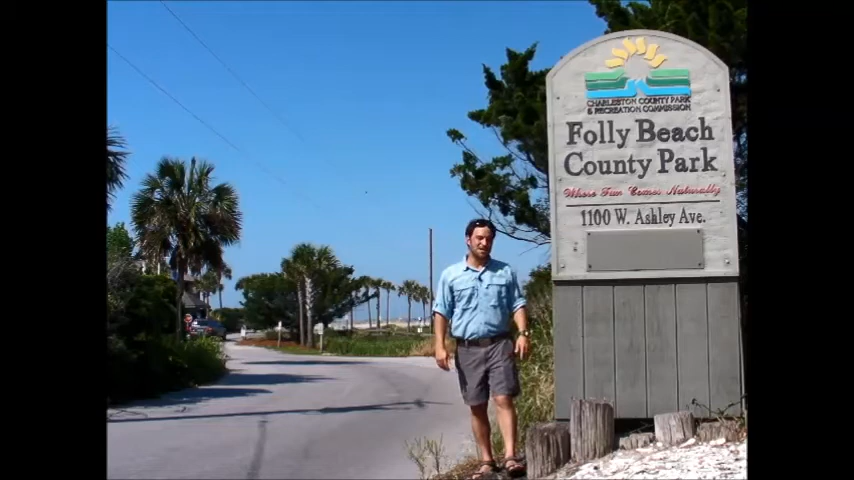 CHARLESTON COUNTY PARK
& RECREATION COMMISSION
Folly Beach
County Park
Where Fun Comes Naturally
1100 W. Ashley Ave.